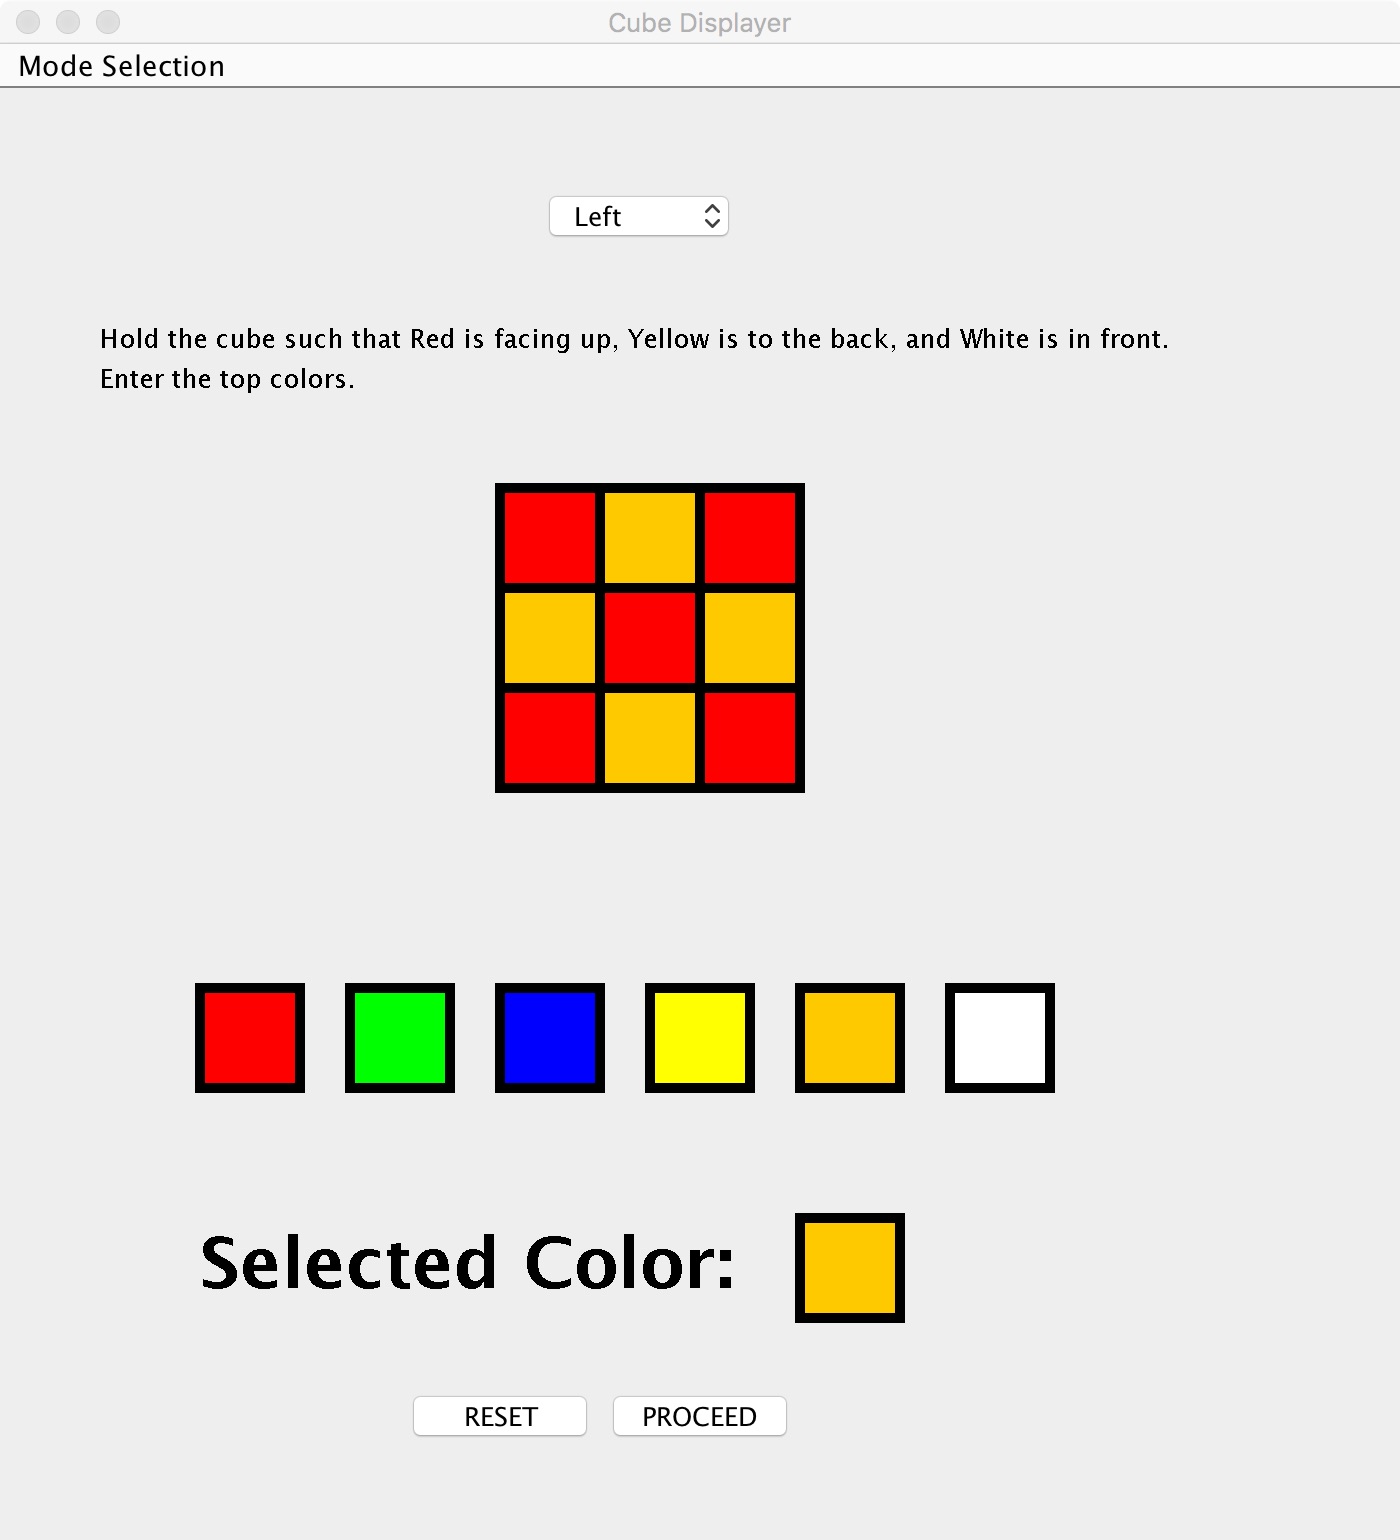 Cube Displayer
Mode Selection
Left
Hold the cube such that Red is facing up, Yellow is to the back, and White is in front.
Enter the top colors.
Selected Color:
RESET PROCEED